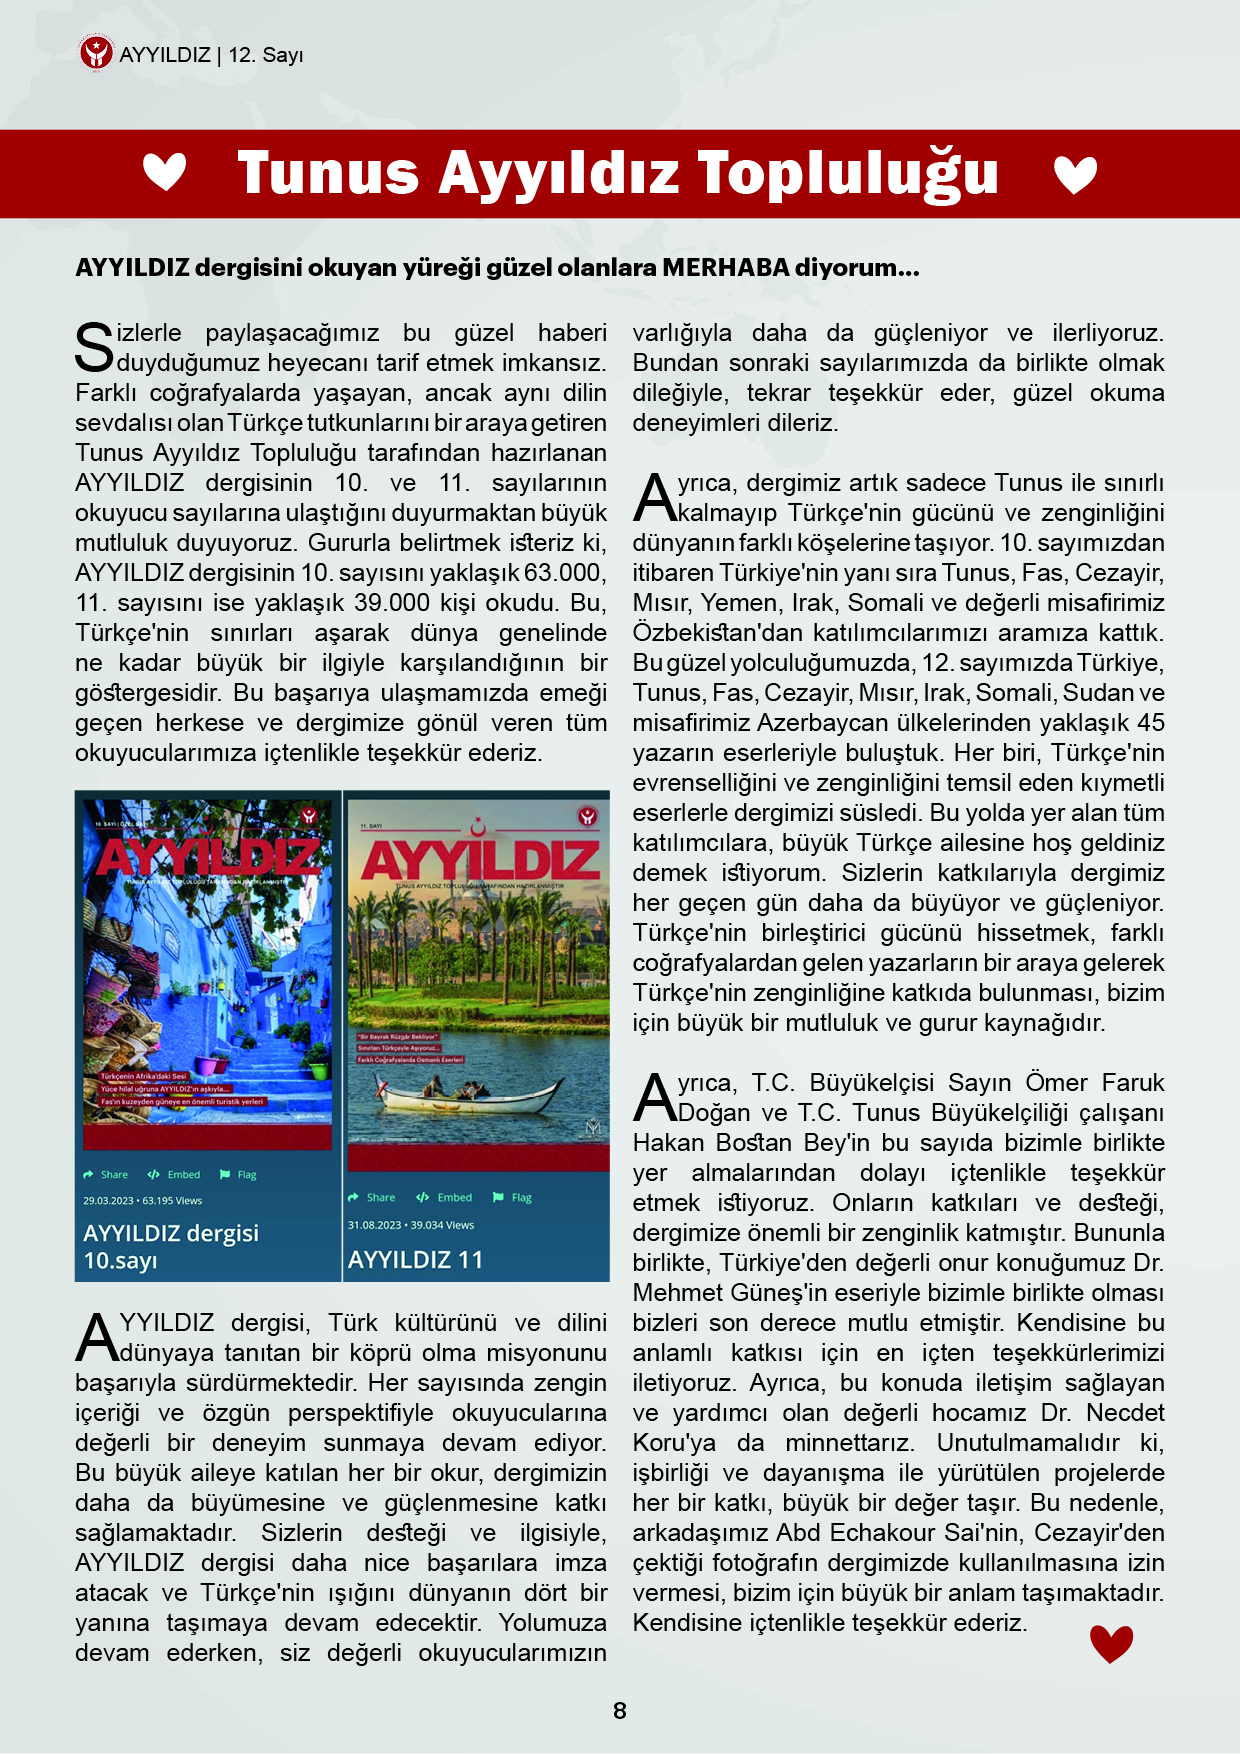 AYYILDIZ | 12. Sayı
Tunus Ayyıldız Topluluğu
AYYILDIZ dergisini okuyan yüreği güzel olanlara MERHABA diyorum...
Sizlerle paylaşacağımız bu güzel haberi
duyduğumuz heyecanı tarif etmek imkansız.
Farklı coğrafyalarda yaşayan, ancak aynı dilin
sevdalısı olan Türkçe tutkunlarını bir araya getiren
Tunus Ayyıldız Topluluğu tarafından hazırlanan
AYYILDIZ dergisinin 10. ve 11. sayılarının
okuyucu sayılarına ulaştığını duyurmaktan büyük
mutluluk duyuyoruz. Gururla belirtmek isteriz ki,
AYYILDIZ dergisinin 10. sayısını yaklaşık 63.000,
11. sayısını ise yaklaşık 39.000 kişi okudu. Bu,
Türkçe'nin sınırları aşarak dünya genelinde
ne kadar büyük bir ilgiyle karşılandığının bir
göstergesidir. Bu başarıya ulaşmamızda emeği
geçen herkese ve dergimize gönül veren tüm
okuyucularımıza içtenlikle teşekkür ederiz.
10. SAYI | ÖZEL SAYI
AYYILDIZ
TUNUS AYYILDIZ TOPLULUĞU TARAFINDAN HAZIRLANMIŞTIR
Türkçenin Afrika'daki Sesi
Yüce hilal uğruna AYYILDIZ'ın aşkıyla...
Fas'ın kuzeyden güneye en önemli turistik yerleri
Share Embed Flag
29.03.2023 • 63.195 Views
AYYILDIZ dergisi
10.sayı
11. SAYI
AYYILDIZ
TUNUS AYYILDIZ TOPLULUĞU TARAFINDAN HAZIRLANMIŞTIR
"Bir Bayrak Rüzgâr Bekliyor"
Sınırları Türkçeyle Aşıyoruz...
Farklı Coğrafyalarda Osmanlı Eserleri
Share Embed Flag
31.08.2023 • 39.034 Views
AYYILDIZ 11
AYYILDIZ dergisi, Türk kültürünü ve dilini
dünyaya tanıtan bir köprü olma misyonunu
başarıyla sürdürmektedir. Her sayısında zengin
içeriği ve özgün perspektifiyle okuyucularına
değerli bir deneyim sunmaya devam ediyor.
Bu büyük aileye katılan her bir okur, dergimizin
daha da büyümesine ve güçlenmesine katkı
sağlamaktadır. Sizlerin desteği ve ilgisiyle,
AYYILDIZ dergisi daha nice başarılara imza
atacak ve Türkçe'nin ışığını dünyanın dört bir
yanına taşımaya devam edecektir. Yolumuza
devam ederken, siz değerli okuyucularımızın
varlığıyla daha da güçleniyor ve ilerliyoruz.
Bundan sonraki sayılarımızda da birlikte olmak
dileğiyle, tekrar teşekkür eder, güzel okuma
deneyimleri dileriz.
Ayrıca, dergimiz artık sadece Tunus ile sınırlı
kalmayıp Türkçe'nin gücünü ve zenginliğini
dünyanın farklı köşelerine taşıyor. 10. sayımızdan
itibaren Türkiye'nin yanı sıra Tunus, Fas, Cezayir,
Mısır, Yemen, Irak, Somali ve değerli misafirimiz
Özbekistan'dan katılımcılarımızı aramıza kattık.
Bu güzel yolculuğumuzda, 12. sayımızda Türkiye,
Tunus, Fas, Cezayir, Mısır, Irak, Somali, Sudan ve
misafirimiz Azerbaycan ülkelerinden yaklaşık 45
yazarın eserleriyle buluştuk. Her biri, Türkçe'nin
evrenselliğini ve zenginliğini temsil eden kıymetli
eserlerle dergimizi süsledi. Bu yolda yer alan tüm
katılımcılara, büyük Türkçe ailesine hoş geldiniz
demek istiyorum. Sizlerin katkılarıyla dergimiz
her geçen gün daha da büyüyor ve güçleniyor.
Türkçe'nin birleştirici gücünü hissetmek, farklı
coğrafyalardan gelen yazarların bir araya gelerek
Türkçe'nin zenginliğine katkıda bulunması, bizim
için büyük bir mutluluk ve gurur kaynağıdır.
Ayrıca, T.C. Büyükelçisi Sayın Ömer Faruk
Doğan ve T.C. Tunus Büyükelçiliği çalışanı
Hakan Bostan Bey'in bu sayıda bizimle birlikte
yer almalarından dolayı içtenlikle teşekkür
etmek istiyoruz. Onların katkıları ve desteği,
dergimize önemli bir zenginlik katmıştır. Bununla
birlikte, Türkiye'den değerli onur konuğumuz Dr.
Mehmet Güneş'in eseriyle bizimle birlikte olması
bizleri son derece mutlu etmiştir. Kendisine bu
anlamlı katkısı için en içten teşekkürlerimizi
iletiyoruz. Ayrıca, bu konuda iletişim sağlayan
ve yardımcı olan değerli hocamız Dr. Necdet
Koru'ya da minnettarız. Unutulmamalıdır ki,
işbirliği ve dayanışma ile yürütülen projelerde
her bir katkı, büyük bir değer taşır. Bu nedenle,
arkadaşımız Abd Echakour Sai'nin, Cezayir'den
çektiği fotoğrafın dergimizde kullanılmasına izin
vermesi, bizim için büyük bir anlam taşımaktadır.
Kendisine içtenlikle teşekkür ederiz.
8